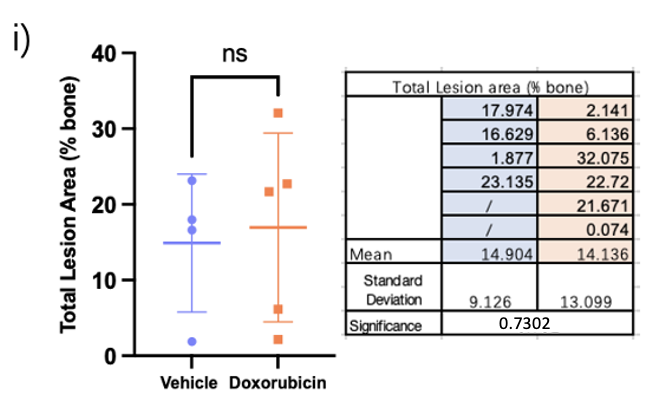 i)
ns
40
30
20
10
0
Total Lesion Area (% bone)
Vehicle Doxorubicin
Total Lesion area (% bone)
17.974 2.141
16.629 6.136
1.877 32.075
23.135 22.72
/ 21.671
/ 0.074
Mean 14.904 14.136
Standard
Deviation 9.126 13.099
Significance 0.7302